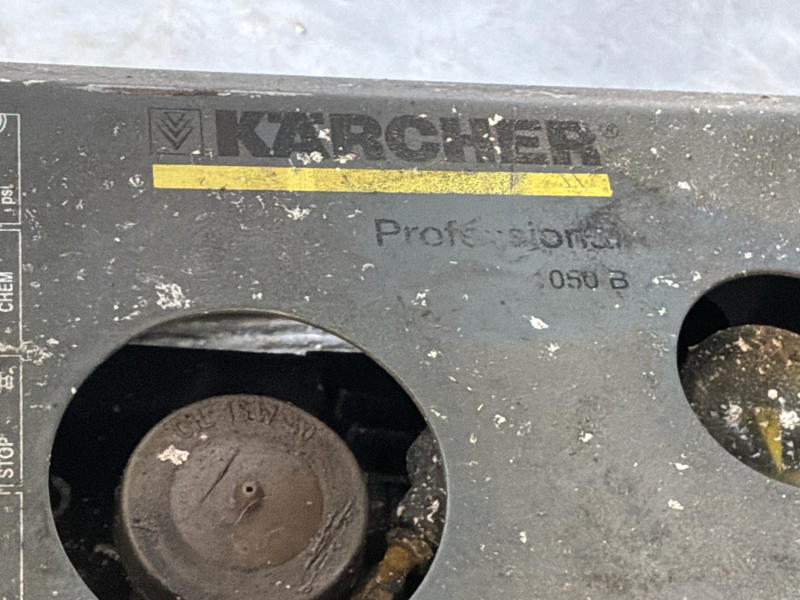 KÄRCHER®
Professional
1050 B
psi
CHEM
STOP